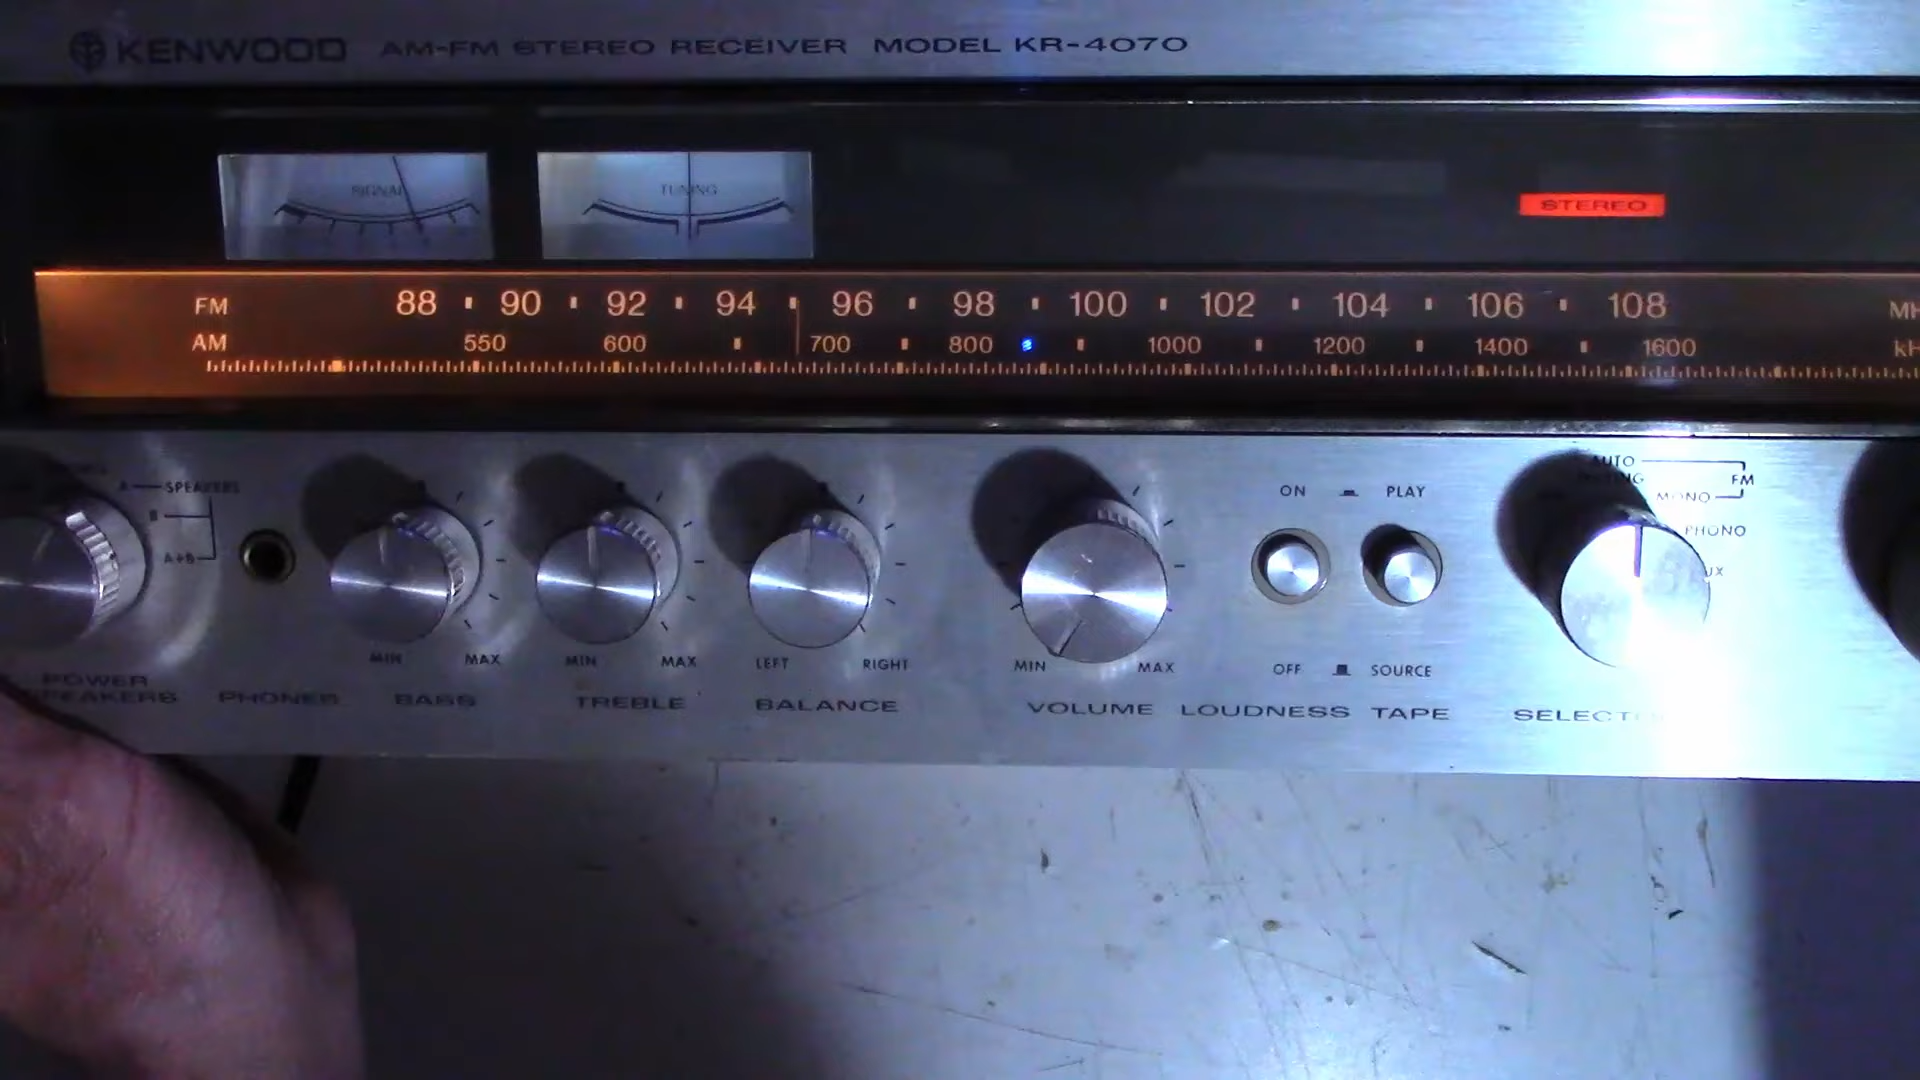 KENWOOD AM-FM STEREO RECEIVER MODEL KR-4070
SIGNAL
TUNING
STEREO
FM 88 90 92 94 96 98 100 102 104 106 108
AM 550 600 700 800 1000 1200 1400 1600
A SPEAKERS
B
A+B
ON PLAY
AUTO
FM
MONO
PHONO
MIN MAX MIN MAX LEFT RIGHT MIN MAX OFF SOURCE
POWER
SPEAKERS PHONES BASS TREBLE BALANCE VOLUME LOUDNESS TAPE